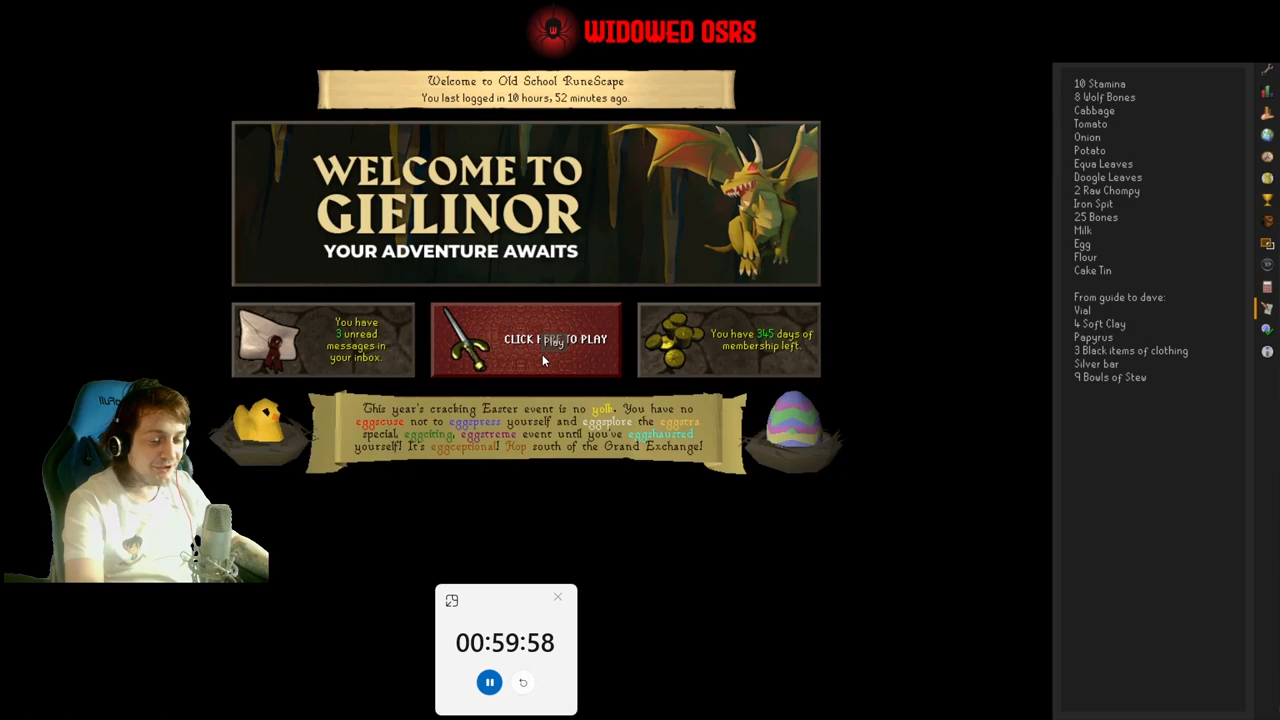 WIDOWED OSRS
Welcome to Old School RuneScape
You last logged in 10 hours, 52 minutes ago.
WELCOME TO
GIELINOR
YOUR ADVENTURE AWAITS
You have
3 unread
messages in
your inbox.
CLICK HERE TO PLAY
Play
You have 345 days of
membership left.
This year's cracking Easter event is no yolk. You have no
eggscuse not to eggspress yourself and eggsplore the eggstra
special, eggciting, eggstreme event until you've eggshausted
yourself! It's eggceptional! Hop south of the Grand Exchange!
00:59:58
10 Stamina
8 Wolf Bones
Cabbage
Tomato
Onion
Potato
Equa Leaves
Doogle Leaves
2 Raw Chompy
Iron Spit
25 Bones
Milk
Egg
Flour
Cake Tin
From guide to dave:
Vial
4 Soft Clay
Papyrus
3 Black items of clothing
Silver bar
9 Bowls of Stew